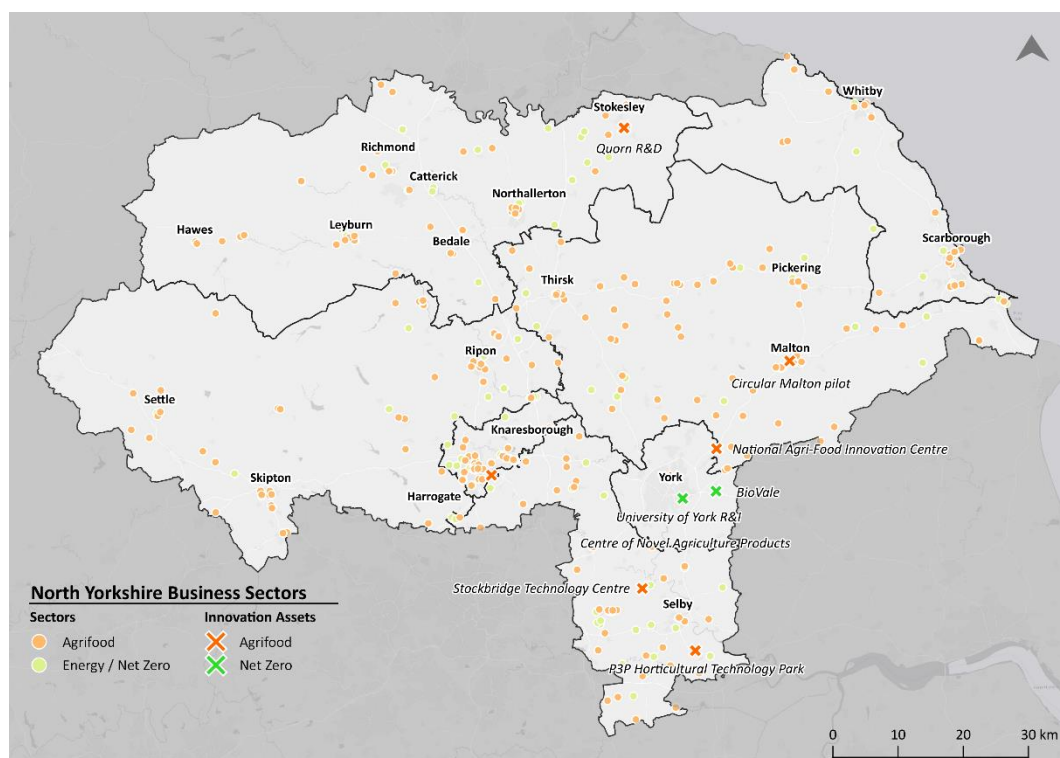 Whitby
Stokesley
Quorn R&D
Richmond
Catterick
Northallerton
Hawes
Leyburn
Bedale
Scarborough
Thirsk
Pickering
Malton
Circular Malton pilot
Ripon
Settle
Knaresborough
National Agri-Food Innovation Centre
Skipton
York
Harrogate
BioVale
University of York R&I
Centre of Novel Agriculture Products
Stockbridge Technology Centre
Selby
P3P Horticultural Technology Park
North Yorkshire Business Sectors
Sectors
Innovation Assets
Agrifood
Agrifood
Energy / Net Zero
Net Zero
0 10 20 30 km